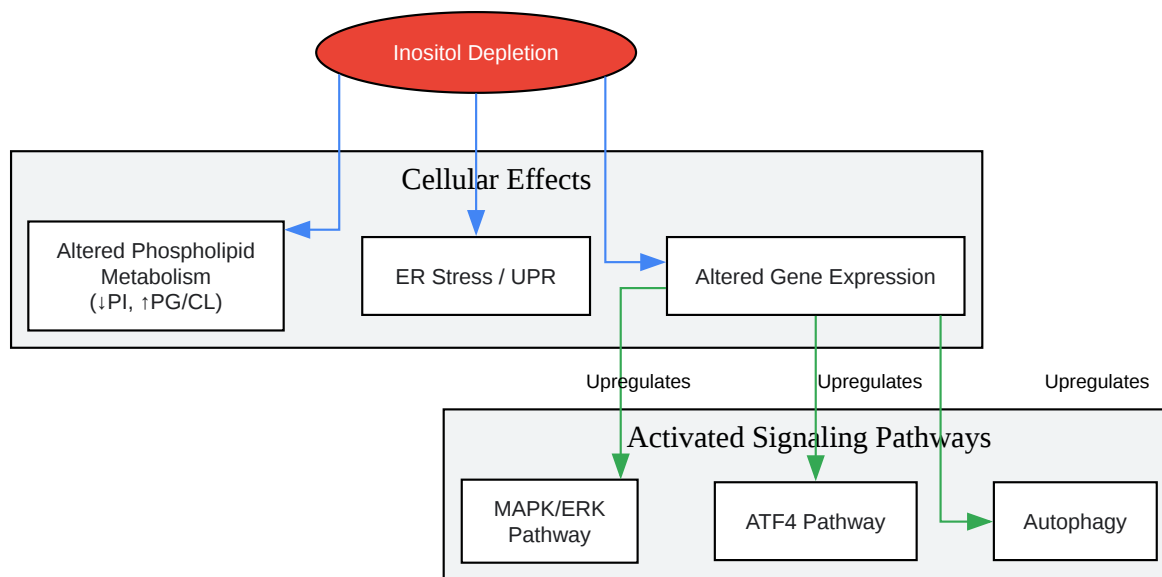 Inositol Depletion
Cellular Effects
Altered Phospholipid
Metabolism
(↓PI, ↑PG/CL)
ER Stress / UPR
Altered Gene Expression
Upregulates
Upregulates
Upregulates
Activated Signaling Pathways
MAPK/ERK
Pathway
ATF4 Pathway
Autophagy